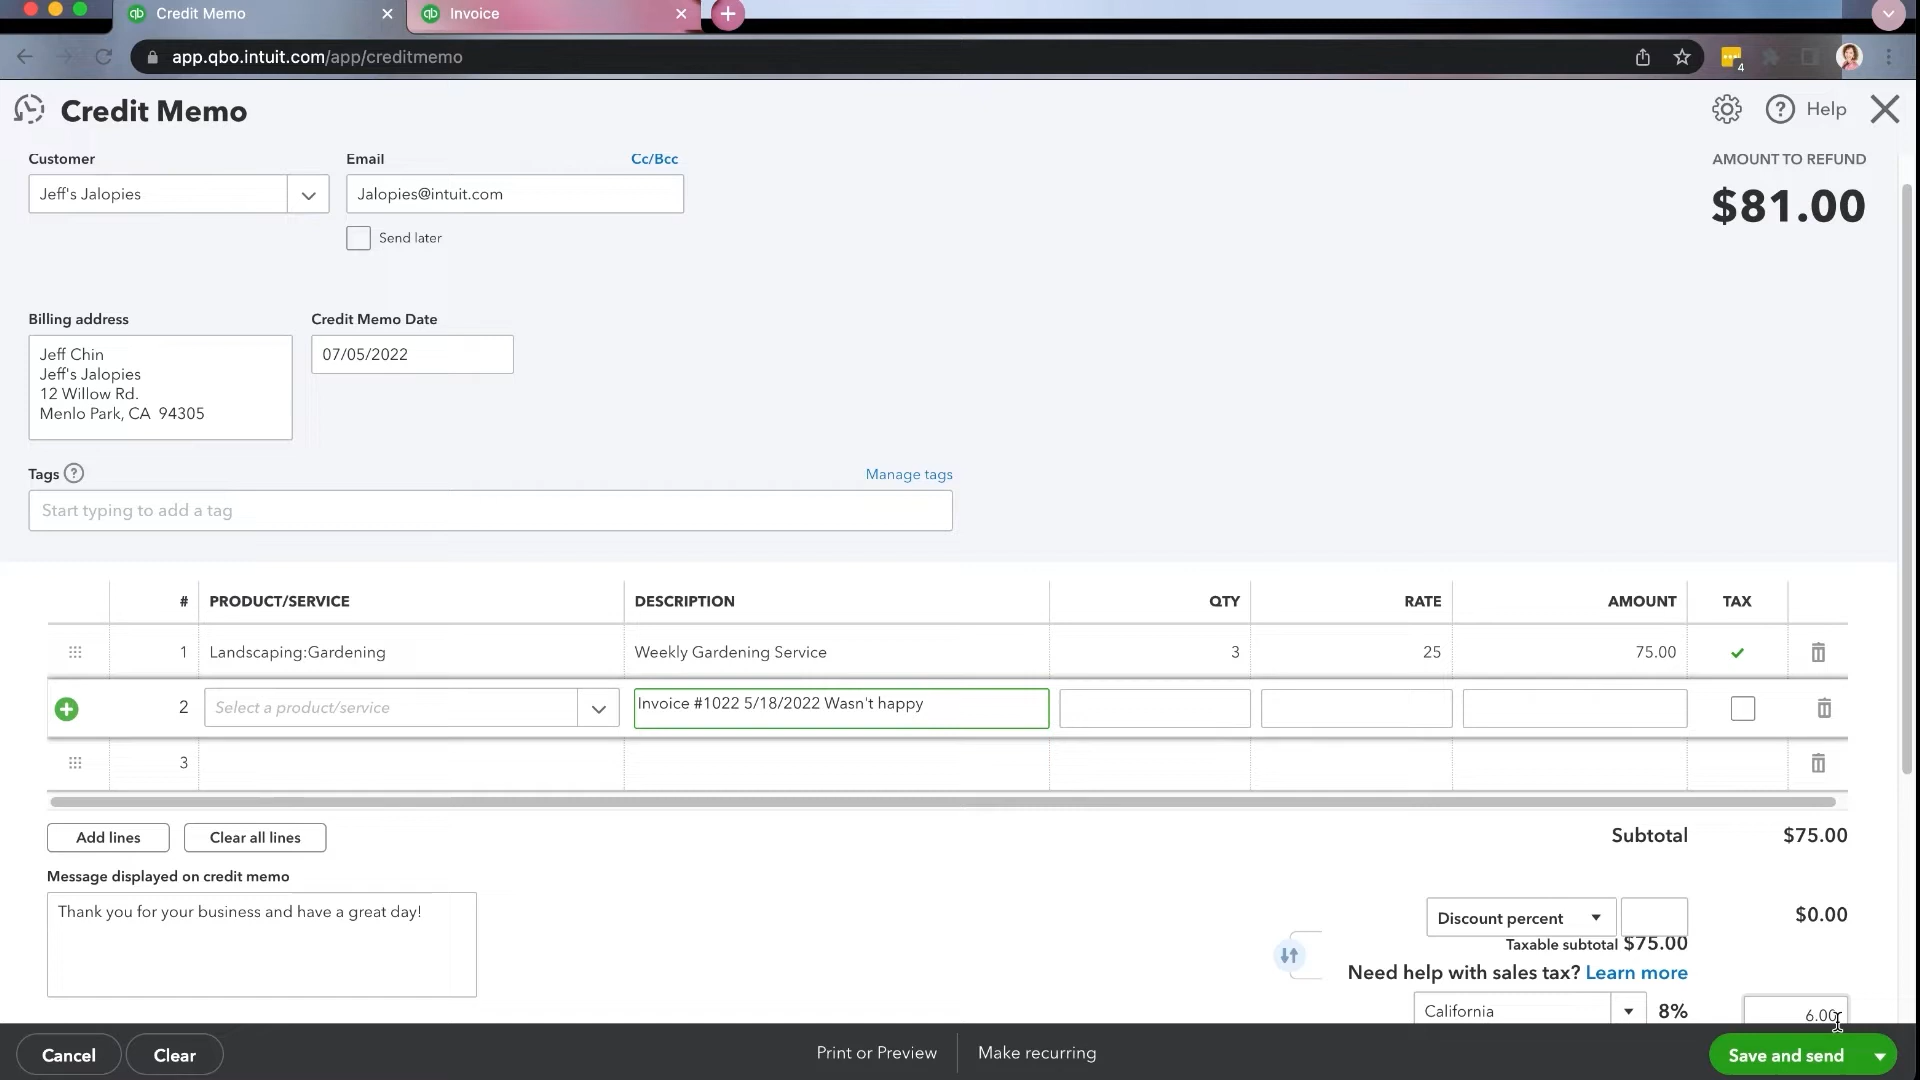 Credit Memo
Invoice
app.qbo.intuit.com/app/creditmemo
4
Credit Memo
Help
Customer
Email
Cc/Bcc
AMOUNT TO REFUND
Jeff's Jalopies
Jalopies@intuit.com
$81.00
Send later
Billing address
Credit Memo Date
Jeff Chin
Jeff's Jalopies
12 Willow Rd.
Menlo Park, CA 94305
07/05/2022
Tags
Manage tags
Start typing to add a tag
# PRODUCT/SERVICE DESCRIPTION QTY RATE AMOUNT TAX
1 Landscaping:Gardening Weekly Gardening Service 3 25 75.00
2 Select a product/service Invoice #1022 5/18/2022 Wasn't happy
3
Add lines
Clear all lines
Subtotal $75.00
Message displayed on credit memo
Thank you for your business and have a great day!
Discount percent
$0.00
Taxable subtotal $75.00
Need help with sales tax? Learn more
California
8%
6.00
Cancel
Clear
Print or Preview
Make recurring
Save and send